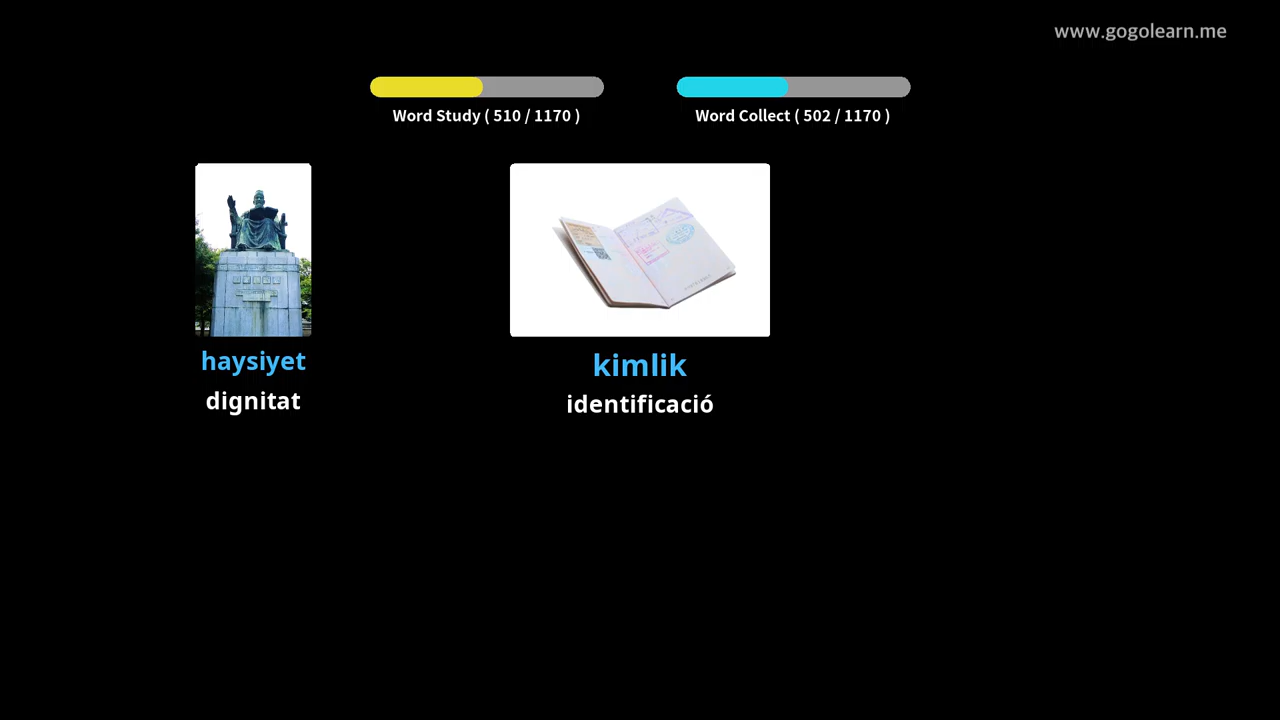 www.gogolearn.me
Word Study ( 510 / 1170 )
Word Collect ( 502 / 1170 )
haysiyet
dignitat
kimlik
identificació